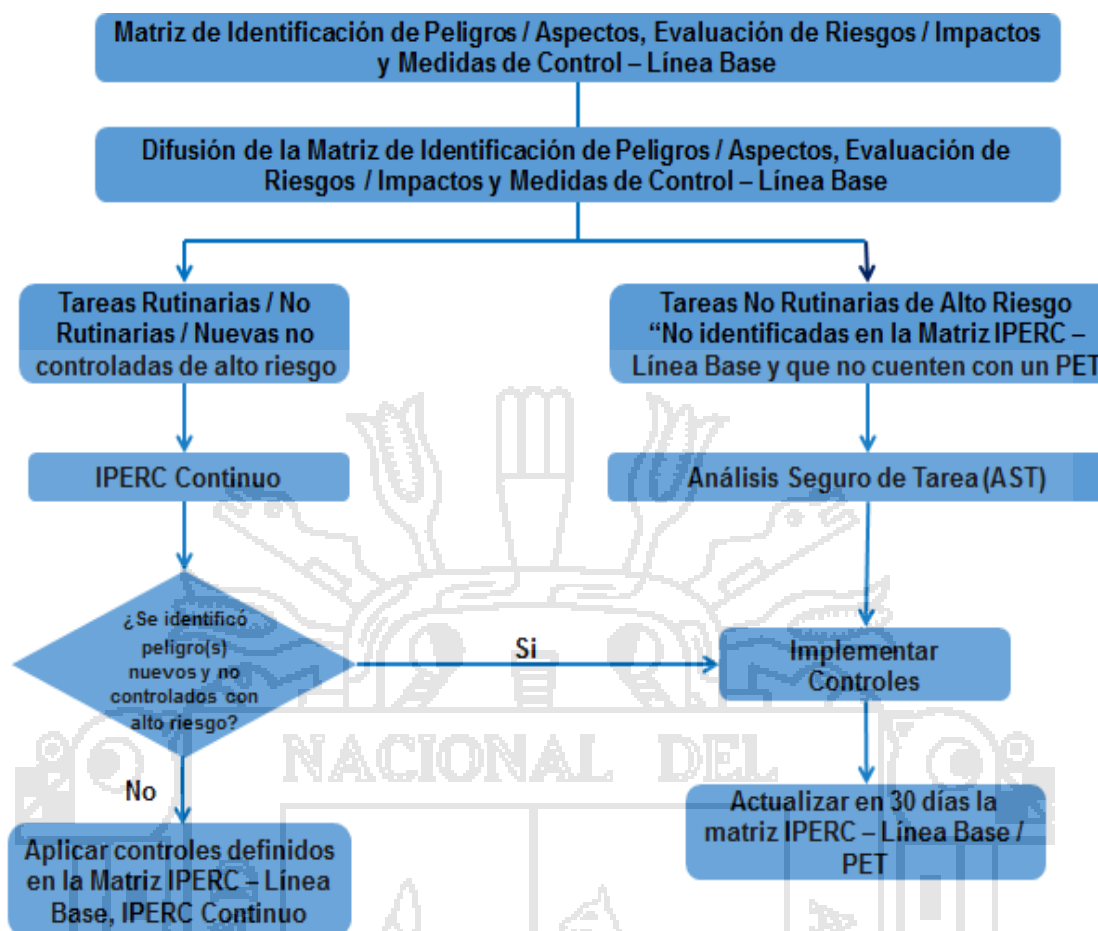 Matriz de Identificación de Peligros / Aspectos, Evaluación de Riesgos / Impactos
y Medidas de Control – Línea Base
Difusión de la Matriz de Identificación de Peligros / Aspectos, Evaluación de
Riesgos / Impactos y Medidas de Control – Línea Base
Tareas Rutinarias / No
Rutinarias / Nuevas no
controladas de alto riesgo
Tareas No Rutinarias de Alto Riesgo
“No identificadas en la Matriz IPERC –
Línea Base y que no cuenten con un PET
IPERC Continuo
Análisis Seguro de Tarea (AST)
¿Se identificó
peligro(s)
nuevos y no
controlados con
alto riesgo?
Si
Implementar
Controles
NACIONAL DEL
No
Actualizar en 30 días la
matriz IPERC – Línea Base /
PET
Aplicar controles definidos
en la Matriz IPERC – Línea
Base, IPERC Continuo